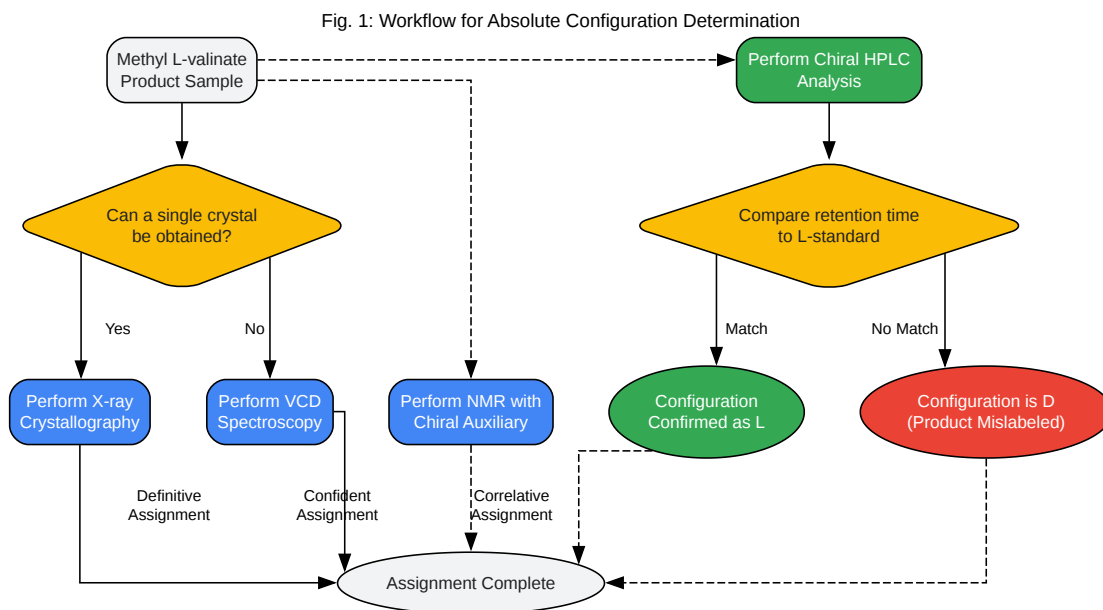 Fig. 1: Workflow for Absolute Configuration Determination
Methyl L-valinate
Product Sample
Perform Chiral HPLC
Analysis
Can a single crystal
be obtained?
Compare retention time
to L-standard
Yes
No
Match
No Match
Perform X-ray
Crystallography
Perform VCD
Spectroscopy
Perform NMR with
Chiral Auxiliary
Configuration
Confirmed as L
Configuration is D
(Product Mislabeled)
Definitive
Assignment
Confident
Assignment
Correlative
Assignment
Assignment Complete